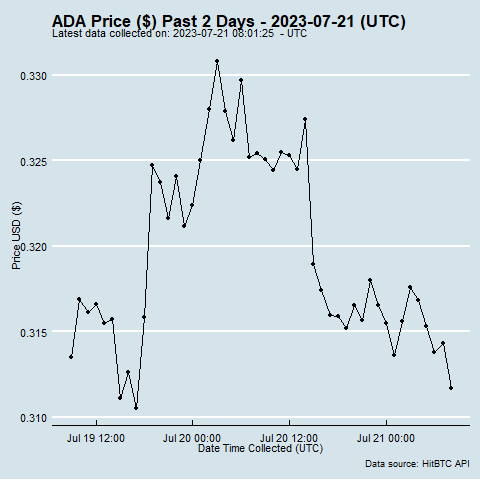 ADA Price ($) Past 2 Days - 2023-07-21 (UTC)
Latest data collected on: 2023-07-21 08:01:25 - UTC
0.330
0.325
0.320
0.315
0.310
Price USD ($)
Jul 19 12:00 Jul 20 00:00 Jul 20 12:00 Jul 21 00:00
Date Time Collected (UTC)
Data source: HitBTC API